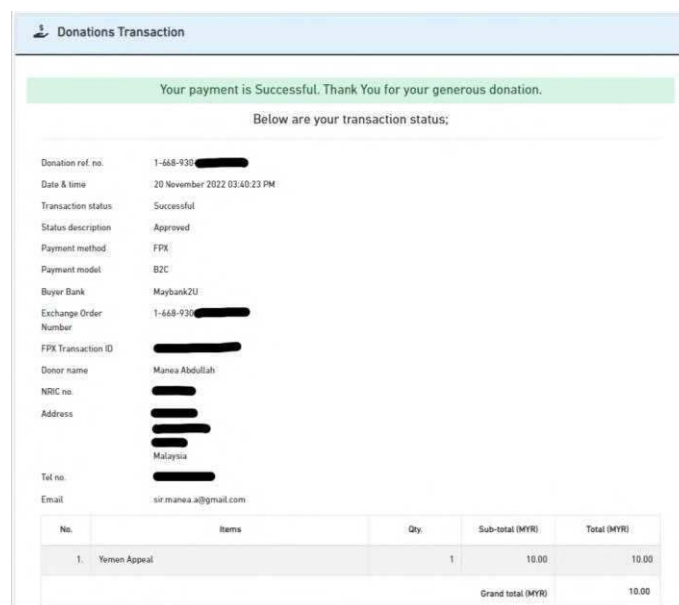 Donations Transaction
Your payment is Successful. Thank You for your generous donation.
Below are your transaction status;
Donation ref. no. 1-668-930-
Date & time 20 November 2022 03:40:23 PM
Transaction status Successful
Status description Approved
Payment method FPX
Payment model B2C
Buyer Bank Maybank2U
Exchange Order 1-668-930
Number
FPX Transaction ID
Donor name Manea Abdullah
NRIC no.
Address
Malaysia
Tel no.
Email sir.manea.a@gmail.com
No. Items Qty. Sub-total (MYR) Total (MYR)
1. Yemen Appeal 1 10.00 10.00
Grand total (MYR) 10.00